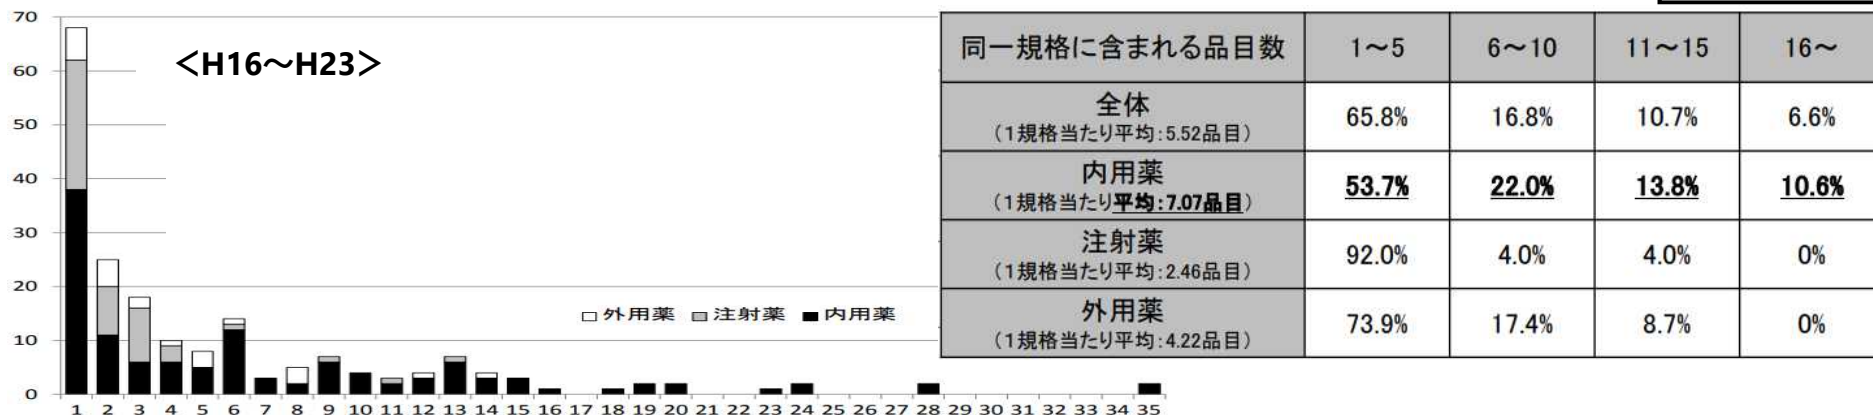 70
60
50
40
30
20
10
0
<H16～H23>
□外用薬 ■注射薬 ■内用薬
1 2 3 4 5 6 7 8 9 10 11 12 13 14 15 16 17 18 19 20 21 22 23 24 25 26 27 28 29 30 31 32 33 34 35
同一規格に含まれる品目数 1～5 6～10 11～15 16～
全体 65.8% 16.8% 10.7% 6.6%
（1規格当たり平均：5.52品目）
内用薬 53.7% 22.0% 13.8% 10.6%
（1規格当たり平均：7.07品目）
注射薬 92.0% 4.0% 4.0% 0%
（1規格当たり平均：2.46品目）
外用薬 73.9% 17.4% 8.7% 0%
（1規格当たり平均：4.22品目）